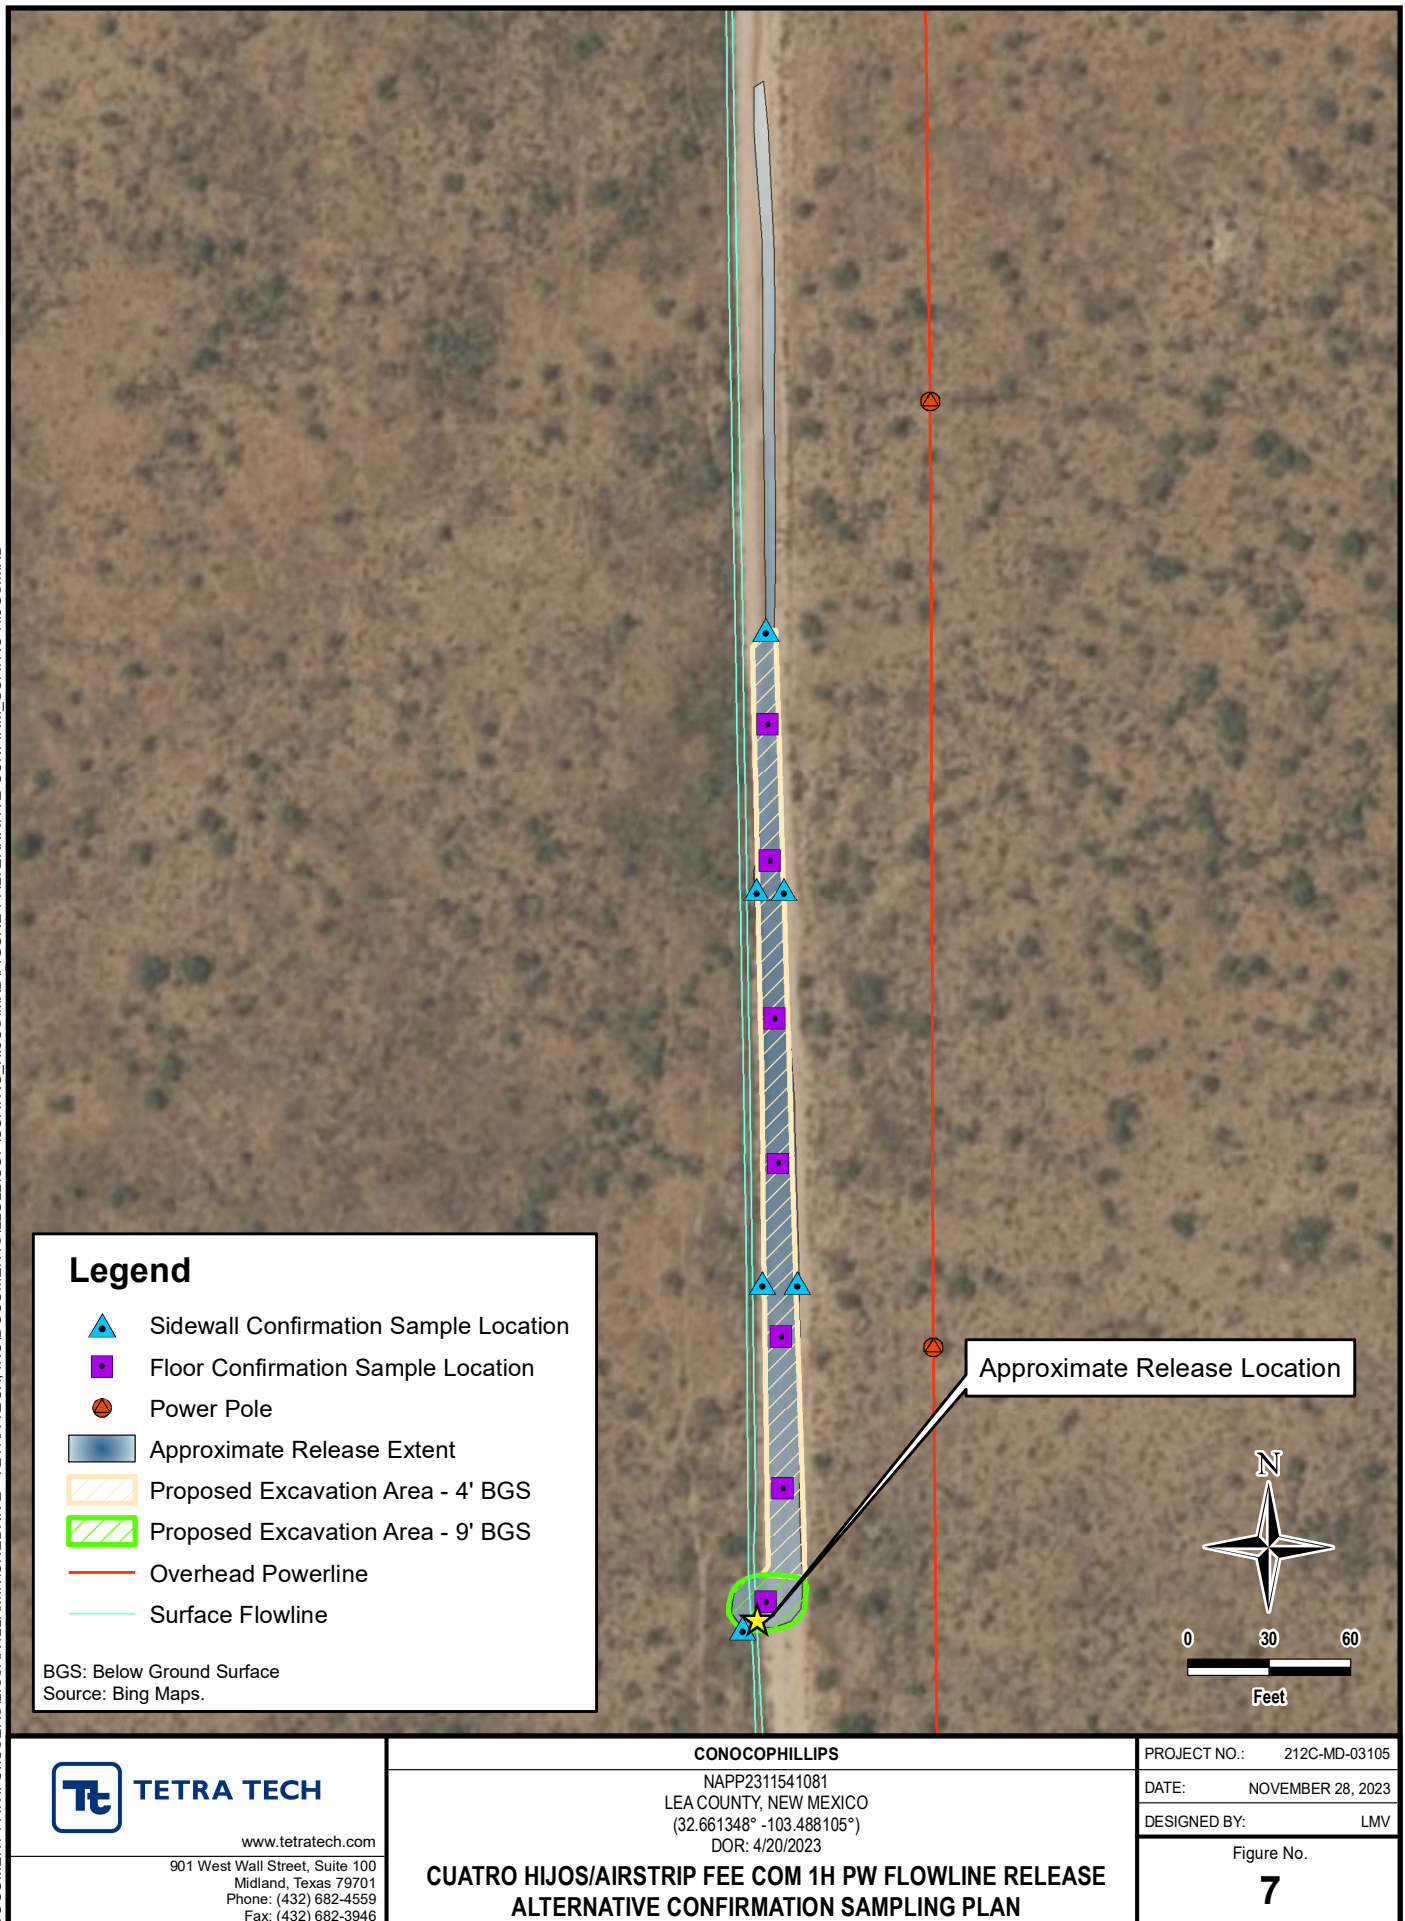 Legend
Sidewall Confirmation Sample Location
Floor Confirmation Sample Location
Power Pole
Approximate Release Extent
Proposed Excavation Area - 4' BGS
Proposed Excavation Area - 9' BGS
Overhead Powerline
Surface Flowline
BGS: Below Ground Surface
Source: Bing Maps.
Approximate Release Location
N
0 30 60
Feet
TETRA TECH
www.tetratech.com
901 West Wall Street, Suite 100
Midland, Texas 79701
Phone: (432) 682-4559
Fax: (432) 682-3946
CONOCOPHILLIPS
NAPP2311541081
LEA COUNTY, NEW MEXICO
(32.661348° -103.488105°)
DOR: 4/20/2023
CUATRO HIJOS/AIRSTRIP FEE COM 1H PW FLOWLINE RELEASE
ALTERNATIVE CONFIRMATION SAMPLING PLAN
PROJECT NO.: 212C-MD-03105
DATE: NOVEMBER 28, 2023
DESIGNED BY: LMV
Figure No.
7